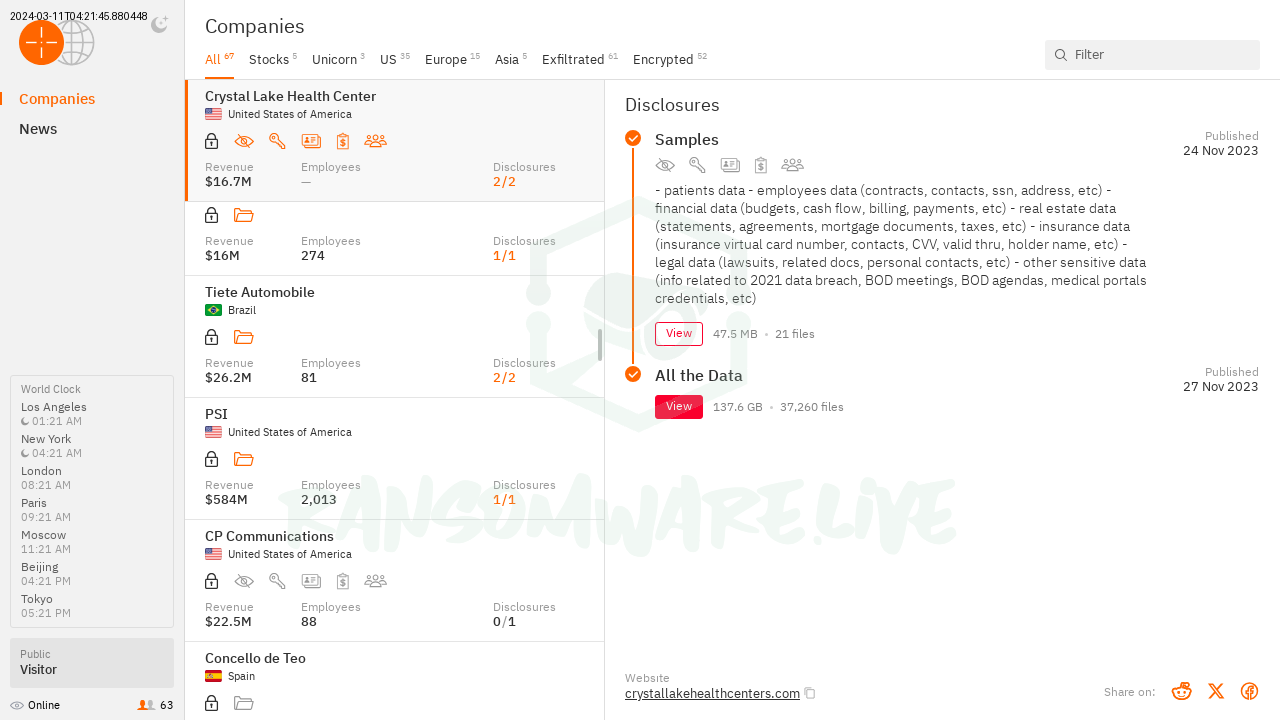 2024-03-11T04:21:45.880448
Companies
News
World Clock
Los Angeles
01:21 AM
New York
04:21 AM
London
08:21 AM
Paris
09:21 AM
Moscow
11:21 AM
Beijing
04:21 PM
Tokyo
05:21 PM
Public
Visitor
Online 63
Companies
All 67 Stocks 5 Unicorn 3 US 35 Europe 15 Asia 5 Exfiltrated 61 Encrypted 52
Filter
Crystal Lake Health Center
United States of America
Revenue Employees Disclosures
$16.7M — 2/2
Revenue Employees Disclosures
$16M 274 1/1
Tiete Automobile
Brazil
Revenue Employees Disclosures
$26.2M 81 2/2
PSI
United States of America
Revenue Employees Disclosures
$584M 2,013 1/1
CP Communications
United States of America
Revenue Employees Disclosures
$22.5M 88 0/1
Concello de Teo
Spain
Disclosures
Samples
Published
24 Nov 2023
- patients data - employees data (contracts, contacts, ssn, address, etc) -
financial data (budgets, cash flow, billing, payments, etc) - real estate data
(statements, agreements, mortgage documents, taxes, etc) - insurance data
(insurance virtual card number, contacts, CVV, valid thru, holder name, etc) -
legal data (lawsuits, related docs, personal contacts, etc) - other sensitive data
(info related to 2021 data breach, BOD meetings, BOD agendas, medical portals
credentials, etc)
View 47.5 MB • 21 files
All the Data
Published
27 Nov 2023
View 137.6 GB • 37,260 files
RANSOMWARE.LIVE
Website
crystallakehealthcenters.com
Share on: